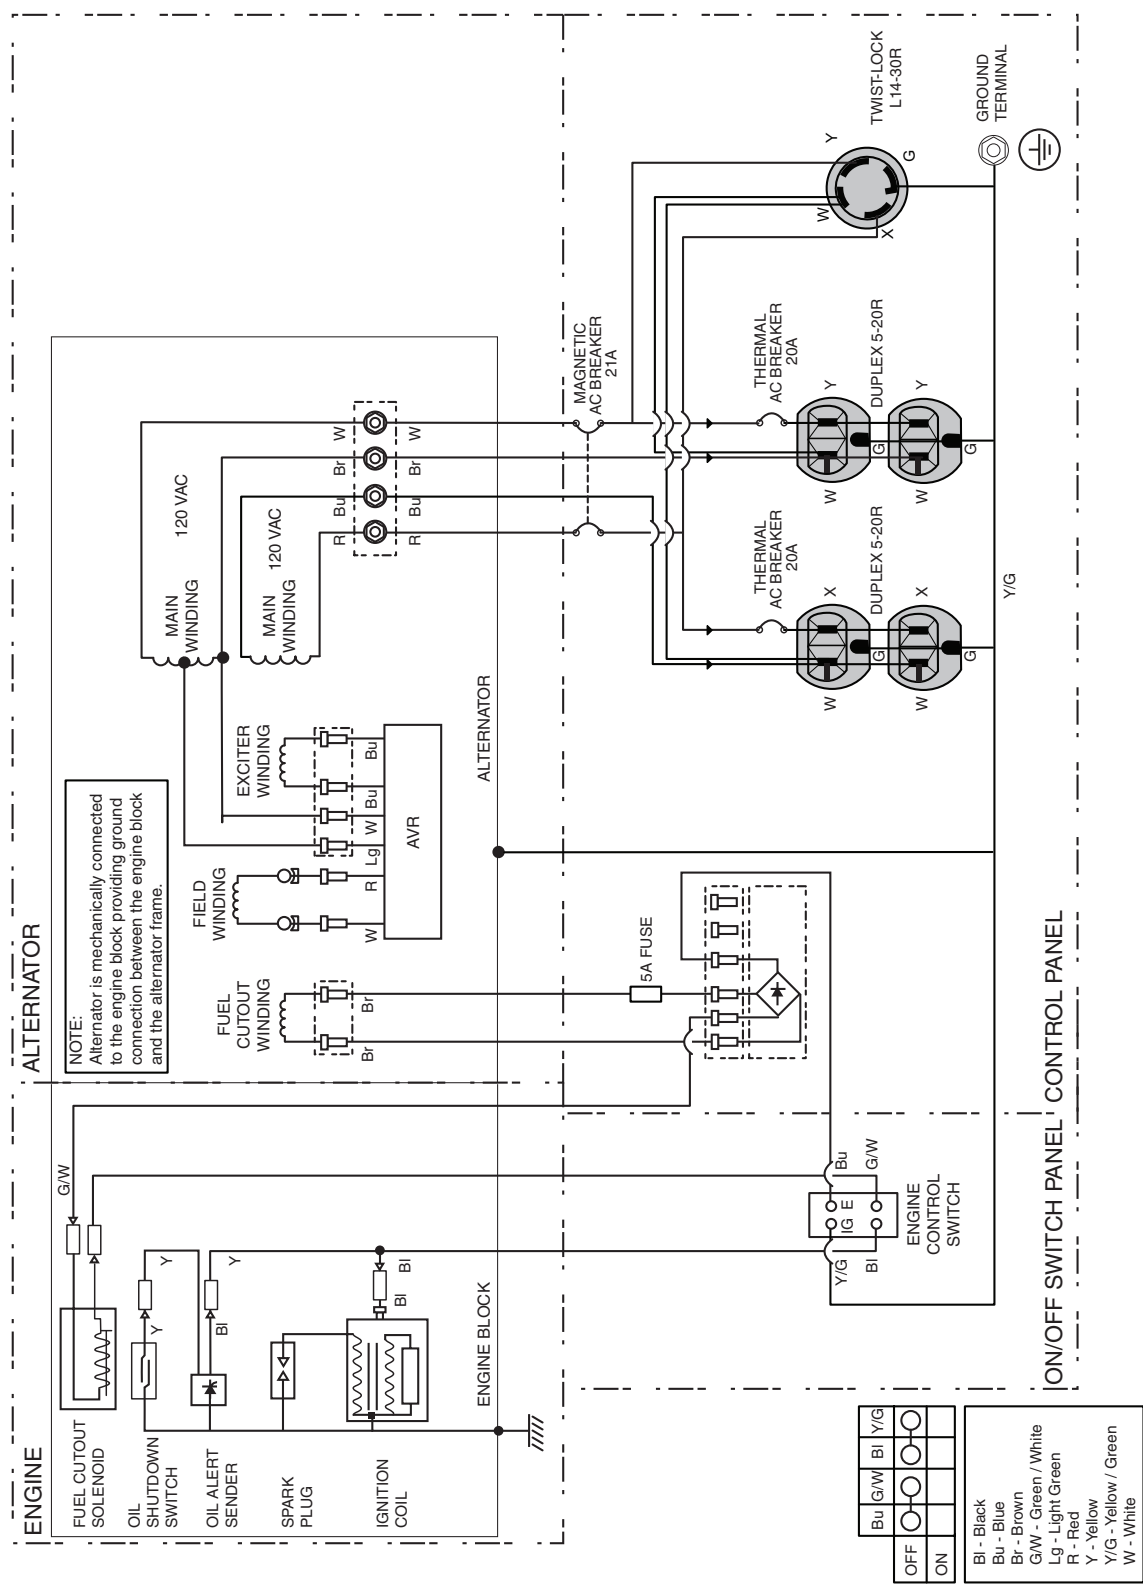 ENGINE
FUEL CUTOUT
SOLENOID
OIL
SHUTDOWN
SWITCH
OIL ALERT
SENDER
SPARK
PLUG
IGNITION
COIL
ENGINE BLOCK
G/W
Y
Y
Y
Bl
Bl
Bl
ALTERNATOR
NOTE:
Alternator is mechanically connected
to the engine block providing ground
connection between the engine block
and the alternator frame.
FUEL
CUTOUT
WINDING
Br
Br
FIELD
WINDING
W
R
EXCITER
WINDING
Lg
W
Bu
Bu
AVR
ALTERNATOR
MAIN
WINDING
120 VAC
MAIN
WINDING
120 VAC
R
Bu
Br
W
R
Bu
Br
W
MAGNETIC
AC BREAKER
21A
5A FUSE
THERMAL
AC BREAKER
20A
THERMAL
AC BREAKER
20A
W
X
G
DUPLEX 5-20R
W
X
G
W
Y
G
DUPLEX 5-20R
W
Y
G
TWIST-LOCK
L14-30R
W
Y
X
G
GROUND
TERMINAL
Y/G
CONTROL PANEL
ON/OFF SWITCH PANEL
Y/G
Bl
Bu
G/W
IG
E
ENGINE
CONTROL
SWITCH
Bu G/W Bl Y/G
OFF
ON
Bl - Black
Bu - Blue
Br - Brown
G/W - Green / White
Lg - Light Green
R - Red
Y - Yellow
Y/G - Yellow / Green
W - White